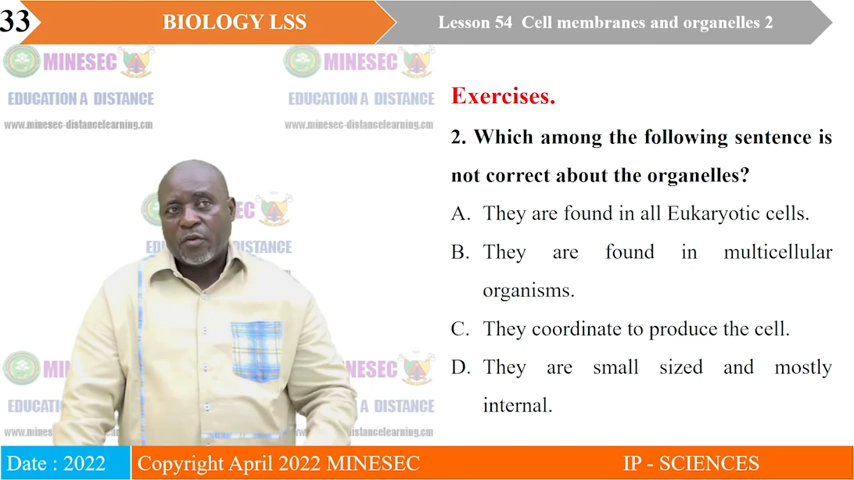 33
BIOLOGY LSS
Lesson 54 Cell membranes and organelles 2
MINESEC
MINESEC
EDUCATION A DISTANCE
EDUCATION A DISTANCE
www.minesec-distancelearning.cm
www.minesec-distancelearning.cm
Exercises.
2. Which among the following sentence is
not correct about the organelles?
A. They are found in all Eukaryotic cells.
B. They are found in multicellular
organisms.
C. They coordinate to produce the cell.
D. They are small sized and mostly
internal.
Date : 2022
Copyright April 2022 MINESEC
IP - SCIENCES